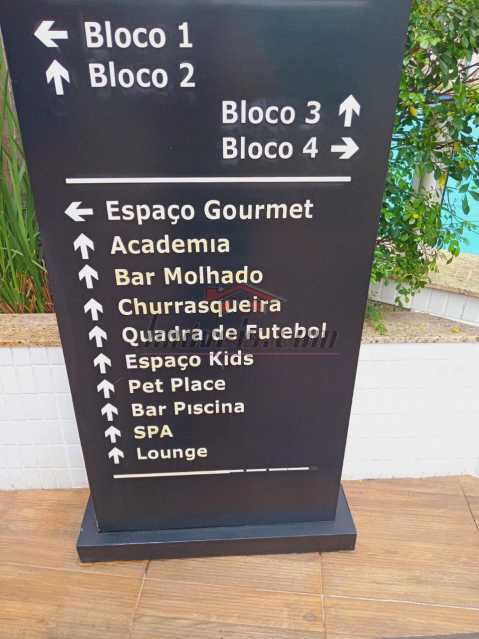 ← Bloco 1
↑ Bloco 2
Bloco 3 ↑
Bloco 4 →
← Espaço Gourmet
↑ Academia
↑ Bar Molhado
↑ Churrasqueira
↑ Quadra de Futebol
↑ Espaço Kids
↑ Pet Place
↑ Bar Piscina
↑ SPA
↑ Lounge